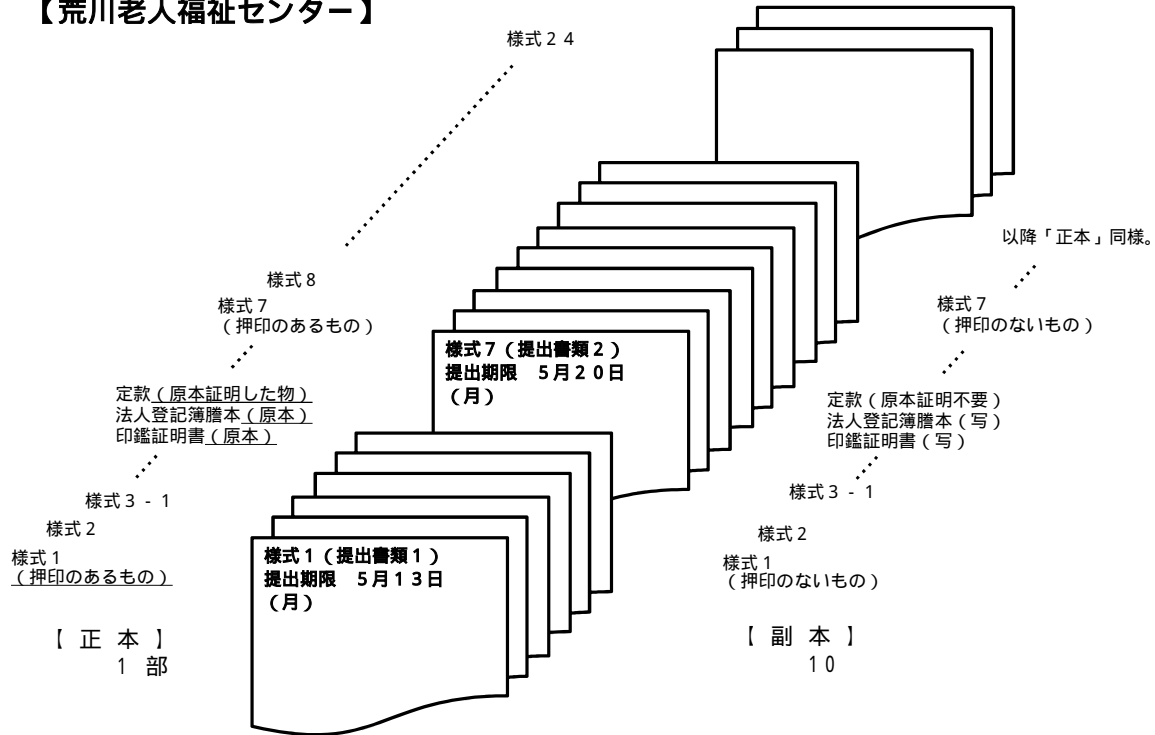 【荒川老人福祉センター】
様式24
様式8
様式7
(押印のあるもの)
定款(原本証明した物)
法人登記簿謄本(原本)
印鑑証明書(原本)
様式3-1
様式2
様式1
(押印のあるもの)
【正本】
1部
様式7(提出書類2)
提出期限 5月20日
(月)
様式1(提出書類1)
提出期限 5月13日
(月)
以降「正本」同様。
様式7
(押印のないもの)
定款(原本証明不要)
法人登記簿謄本(写)
印鑑証明書(写)
様式3-1
様式2
様式1
(押印のないもの)
【副本】
10